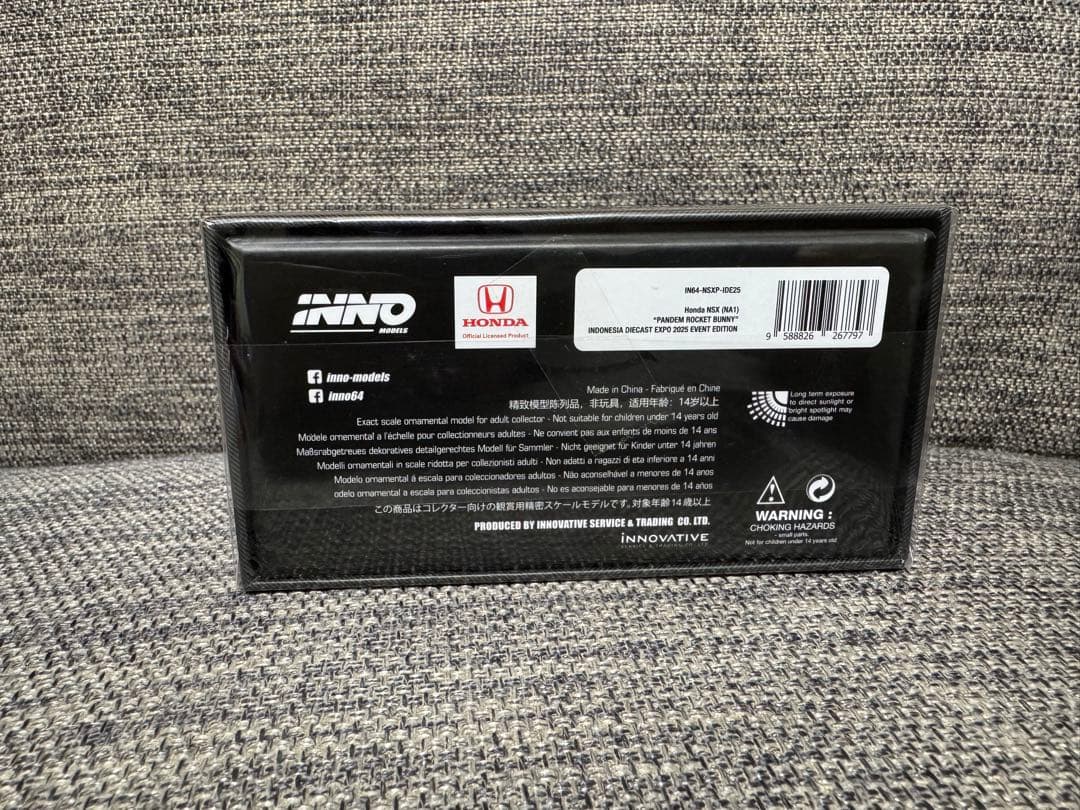 INNO
MODELS
HONDA
Official Licensed Product
IN64-NSXP-IDE25
Honda NSX (NA1)
"PANDEM ROCKET BUNNY"
INDONESIA DIECAST EXPO 2025 EVENT EDITION
9 588826 267797
inno-models
inno64
Made in China - Fabriqué en Chine
精致模型陈列品，非玩具，适用年龄：14岁以上
Exact scale ornamental model for adult collector - Not suitable for children under 14 years old
Modele ornemental a l'échelle pour collectionneurs adultes - Ne convient pas aux enfants de moins de 14 ans
Maßsrabgetreues dekoratives detailgerechtes Modell für Sammler - Nicht geeignet für Kinder unter 14 jahren
Modelli ornamentali in scale ridotta per collezionisti adulti - Non adatti a ragazzi di eta inferiore a 14 anni
Modelo ornamental á escala para coleccionadores adultos - Não aconselhável a menores de 14 anos
odelo ornamental a escala para coleccionistas adultos - No es aconsejable para menores de 14 anos
この商品はコレクター向けの観賞用精密スケールモデルです。対象年齢14歳以上
PRODUCED BY INNOVATIVE SERVICE & TRADING CO. LTD.
INNOVATIVE
SERVICE & TRADING CO. LTD.
Long term exposure
to direct sunlight or
bright spotlight may
cause damage
WARNING :
CHOKING HAZARDS
- small parts.
Not for children under 14 years old